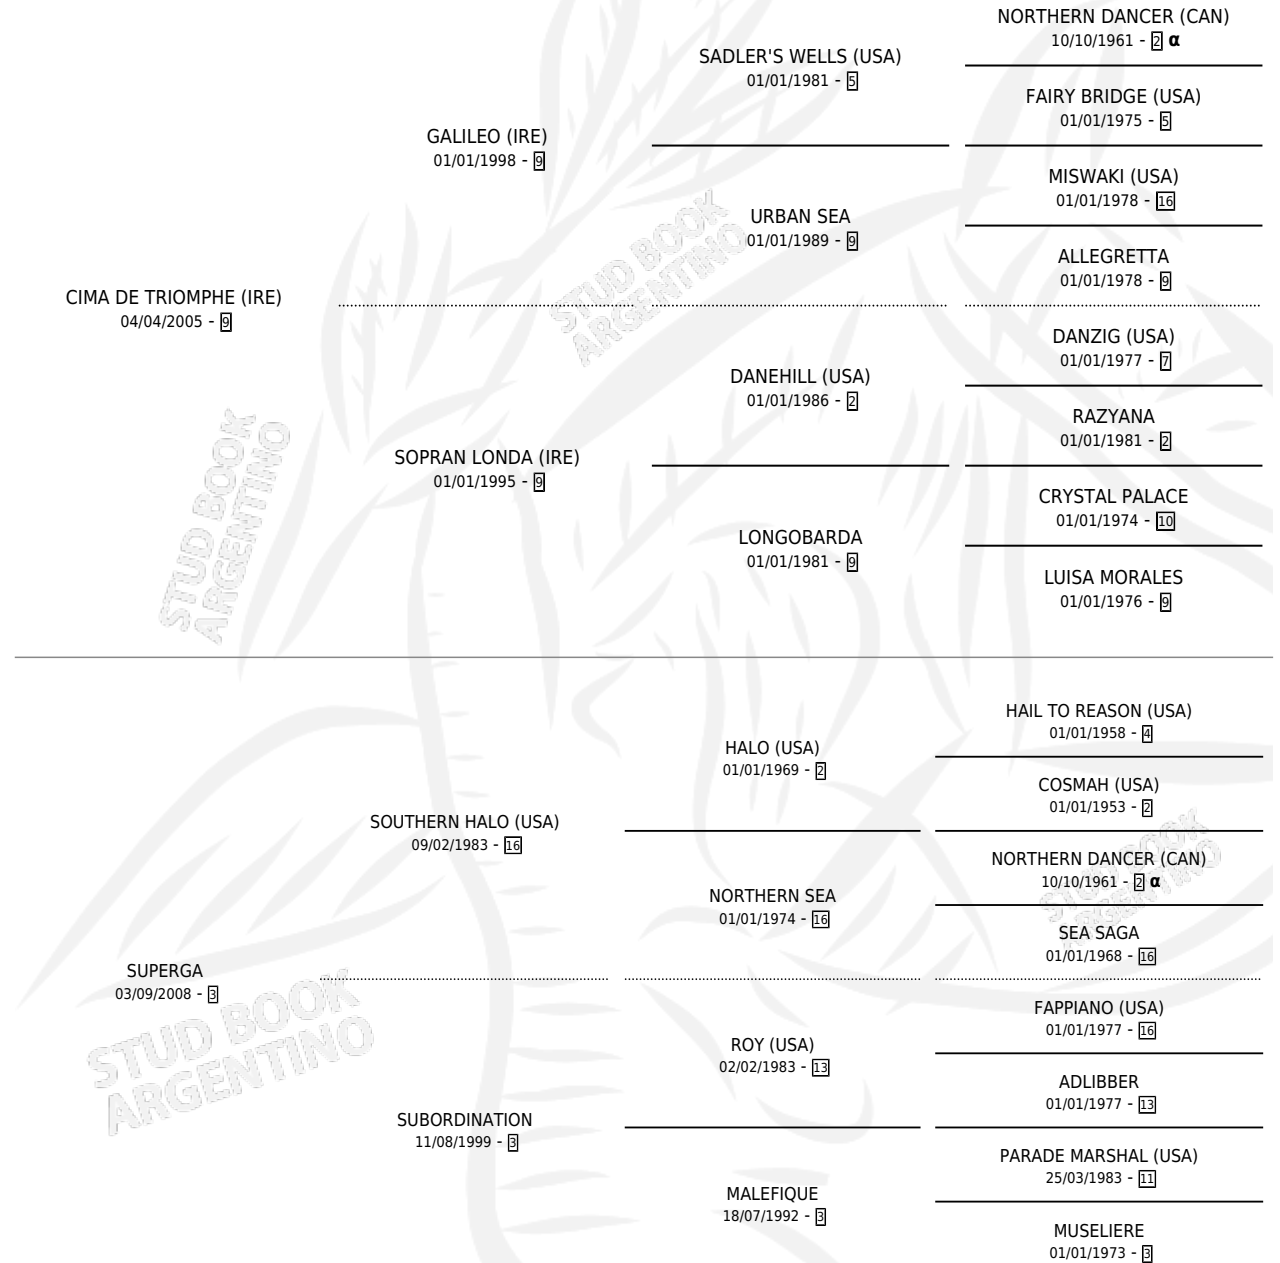 NORTHERN DANCER (CAN)
10/10/1961 - 2 α
SADLER'S WELLS (USA)
01/01/1981 - 5
FAIRY BRIDGE (USA)
01/01/1975 - 5
GALILEO (IRE)
01/01/1998 - 9
MISWAKI (USA)
01/01/1978 - 16
URBAN SEA
01/01/1989 - 9
ALLEGRETTA
01/01/1978 - 9
STUD BOOK
ARGENTINO
CIMA DE TRIOMPHE (IRE)
04/04/2005 - 9
DANZIG (USA)
01/01/1977 - 7
DANEHILL (USA)
01/01/1986 - 2
RAZYANA
01/01/1981 - 2
SOPRAN LONDA (IRE)
01/01/1995 - 9
CRYSTAL PALACE
01/01/1974 - 10
LONGOBARDA
01/01/1981 - 9
LUISA MORALES
01/01/1976 - 9
STUD BOOK
ARGENTINO
HAIL TO REASON (USA)
01/01/1958 - 4
HALO (USA)
01/01/1969 - 2
COSMAH (USA)
01/01/1953 - 2
SOUTHERN HALO (USA)
09/02/1983 - 16
NORTHERN DANCER (CAN)
10/10/1961 - 2 α
NORTHERN SEA
01/01/1974 - 16
SEA SAGA
01/01/1968 - 16
STUD BOOK
ARGENTINO
SUPERGA
03/09/2008 - 3
FAPPIANO (USA)
01/01/1977 - 16
ROY (USA)
02/02/1983 - 13
ADLIBBER
01/01/1977 - 13
SUBORDINATION
11/08/1999 - 3
PARADE MARSHAL (USA)
25/03/1983 - 11
MALEFIQUE
18/07/1992 - 3
MUSELIERE
01/01/1973 - 3
STUD BOOK
ARGENTINO